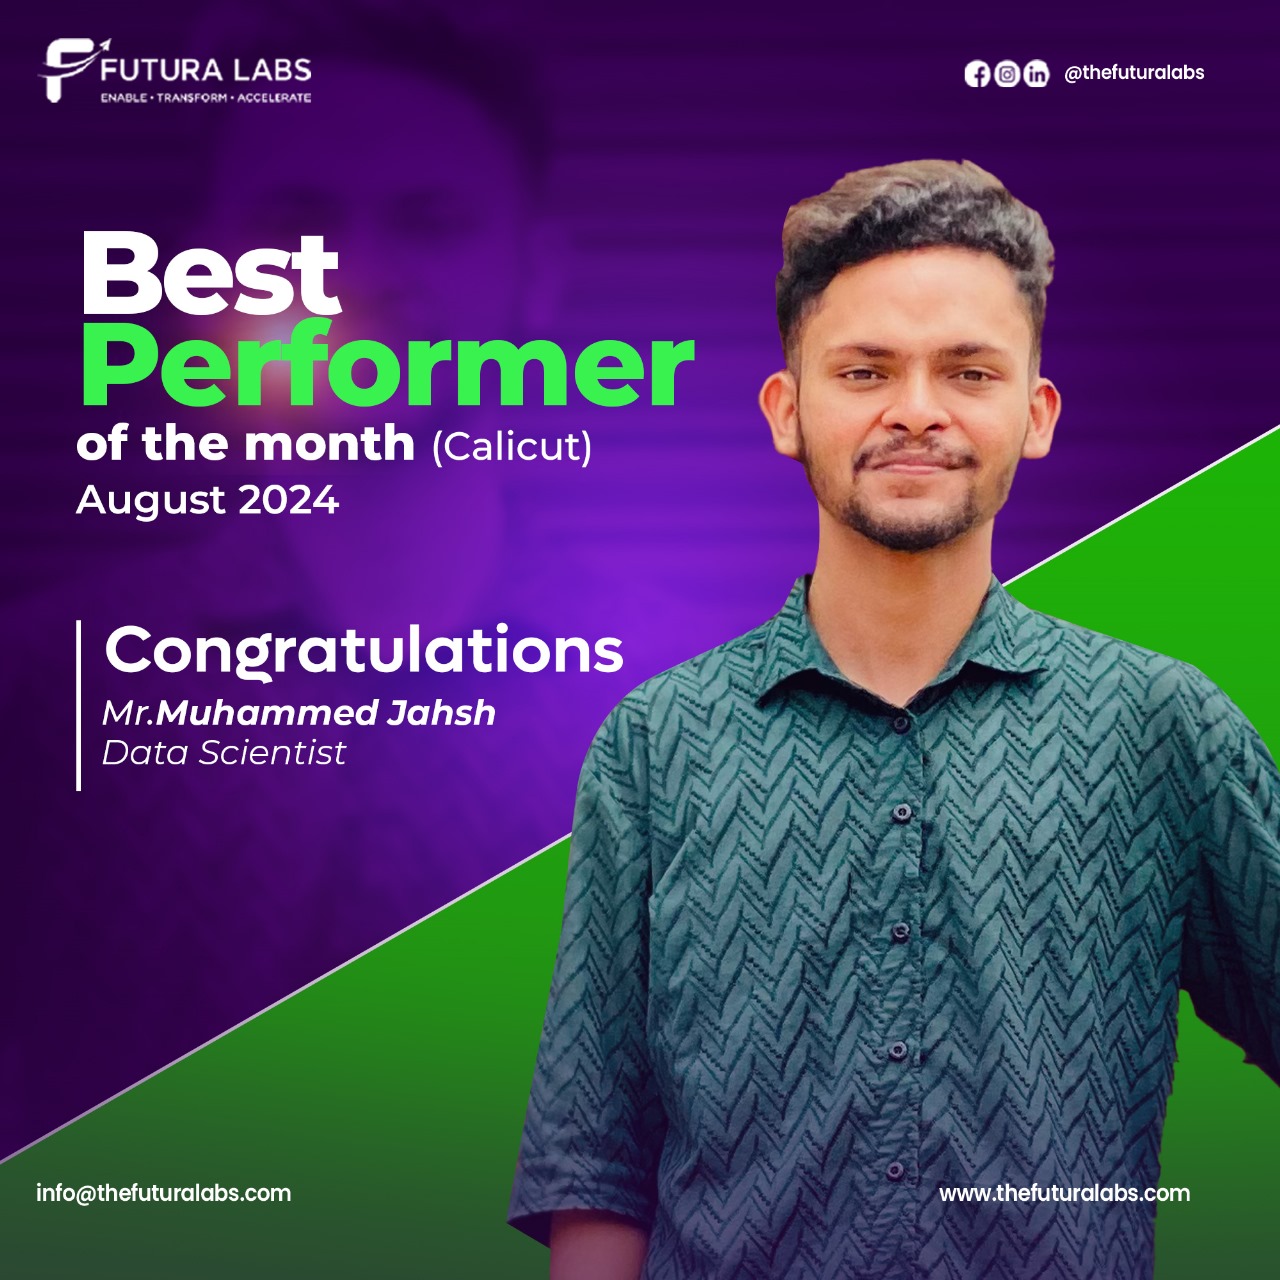 FUTURA LABS
ENABLE • TRANSFORM • ACCELERATE
@thefuturalabs
Best
Performer
of the month (Calicut)
August 2024
Congratulations
Mr.Muhammed Jahsh
Data Scientist
info@thefuturalabs.com
www.thefuturalabs.com